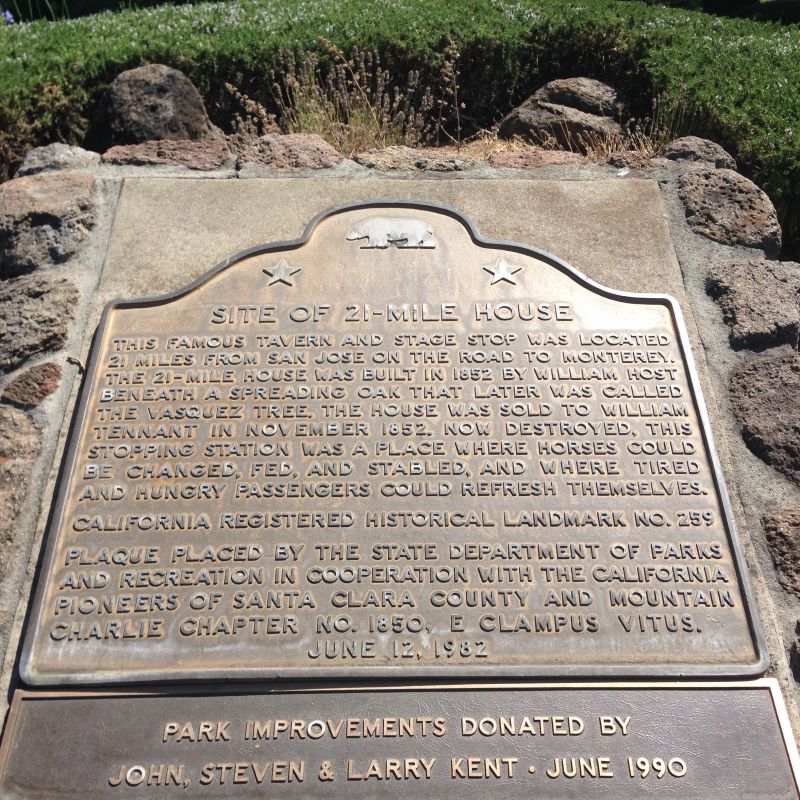 SITE OF 21-MILE HOUSE
THIS FAMOUS TAVERN AND STAGE STOP WAS LOCATED
21 MILES FROM SAN JOSE ON THE ROAD TO MONTEREY.
THE 21-MILE HOUSE WAS BUILT IN 1852 BY WILLIAM HOST
BENEATH A SPREADING OAK THAT LATER WAS CALLED
THE VASQUEZ TREE. THE HOUSE WAS SOLD TO WILLIAM
TENNANT IN NOVEMBER 1852. NOW DESTROYED, THIS
STOPPING STATION WAS A PLACE WHERE HORSES COULD
BE CHANGED, FED, AND STABLED, AND WHERE TIRED
AND HUNGRY PASSENGERS COULD REFRESH THEMSELVES.
CALIFORNIA REGISTERED HISTORICAL LANDMARK NO. 259
PLAQUE PLACED BY THE STATE DEPARTMENT OF PARKS
AND RECREATION IN COOPERATION WITH THE CALIFORNIA
PIONEERS OF SANTA CLARA COUNTY AND MOUNTAIN
CHARLIE CHAPTER NO. 1850, E CLAMPUS VITUS.
JUNE 12, 1982
PARK IMPROVEMENTS DONATED BY
JOHN, STEVEN & LARRY KENT · JUNE 1990